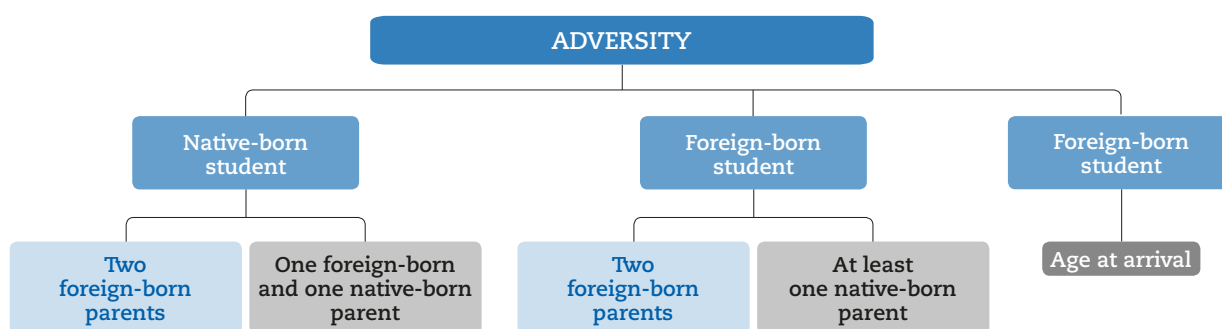 ADVERSITY
Native-born
student
Foreign-born
student
Foreign-born
student
Two
foreign-born
parents
One foreign-born
and one native-born
parent
Two
foreign-born
parents
At least
one native-born
parent
Age at arrival